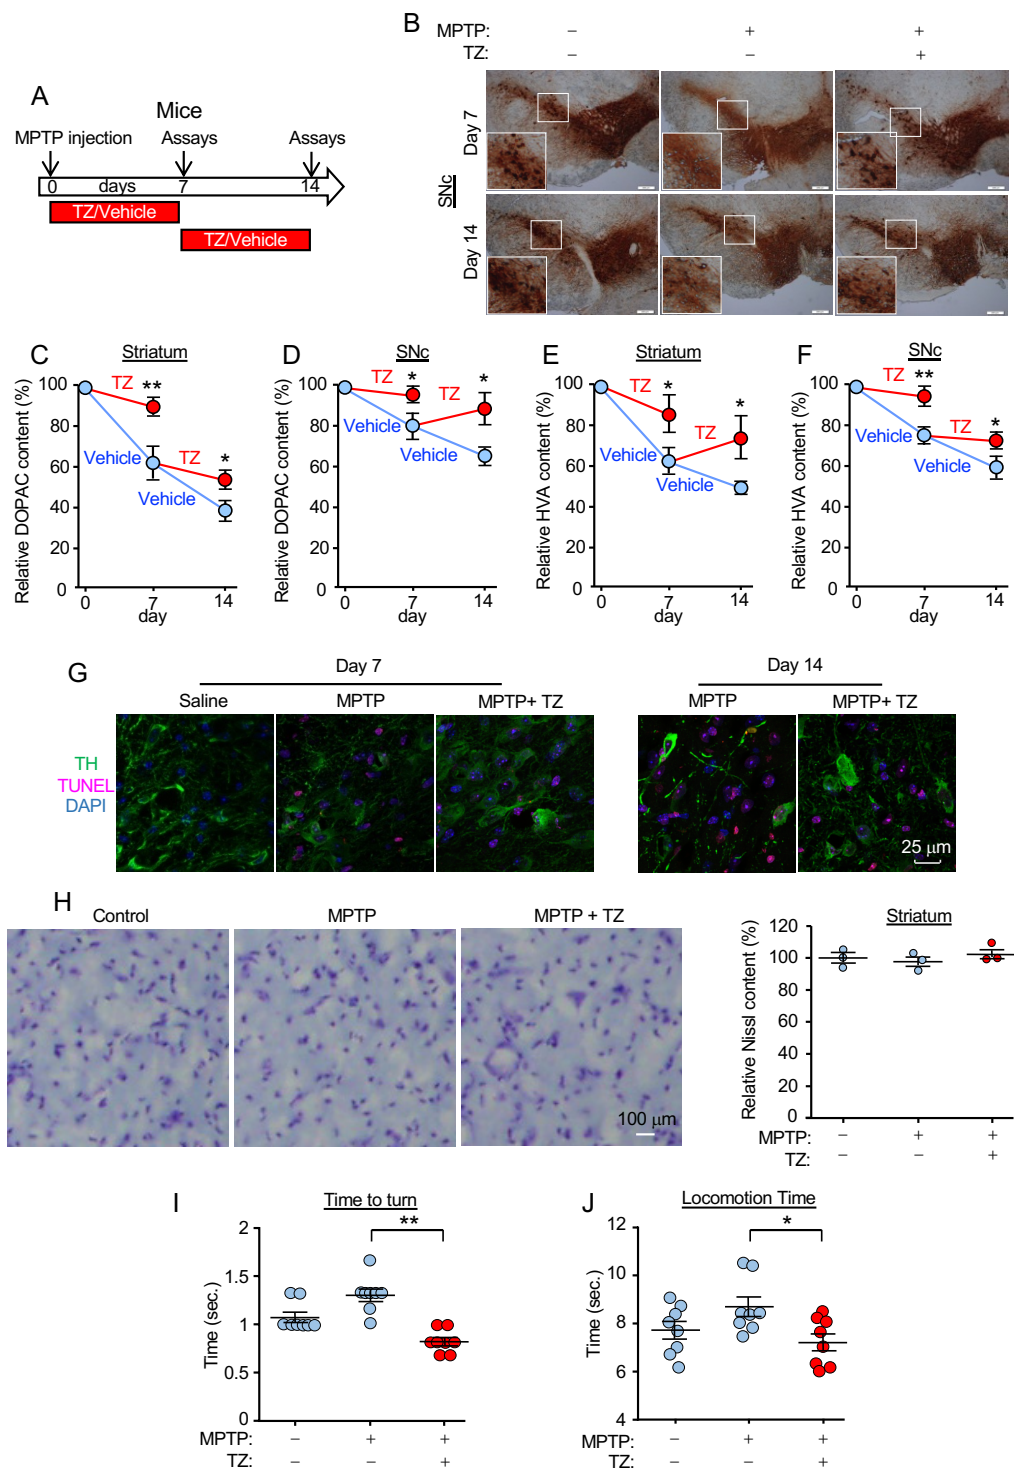 A
Mice
MPTP injection Assays Assays
0 days 7 14
TZ/Vehicle
TZ/Vehicle
B
MPTP: – + +
TZ: – – +
SNc
Day 7
Day 14
C Striatum
Relative DOPAC content (%)
100
80
60
40
20
0
TZ **
Vehicle TZ *
Vehicle
0 7 14
day
D SNc
Relative DOPAC content (%)
100
80
60
40
20
0
TZ * TZ *
Vehicle
0 7 14
day
E Striatum
Relative HVA content (%)
100
80
60
40
20
0
TZ * *
TZ
Vehicle
Vehicle
0 7 14
day
F SNc
Relative HVA content (%)
100
80
60
40
20
0
TZ **
TZ *
Vehicle
Vehicle
0 7 14
day
G Day 7 Day 14
Saline MPTP MPTP+ TZ MPTP MPTP+ TZ
TH
TUNEL
DAPI
25 μm
H Control MPTP MPTP + TZ
100 μm
Striatum
Relative Nissl content (%)
120
100
80
60
40
20
0
MPTP: – + +
TZ: – – +
I Time to turn
**
Time (sec.)
2
1.5
1
0.5
0
MPTP: – + +
TZ: – – +
J Locomotion Time
*
Time (sec.)
12
10
8
6
4
MPTP: – + +
TZ: – – +